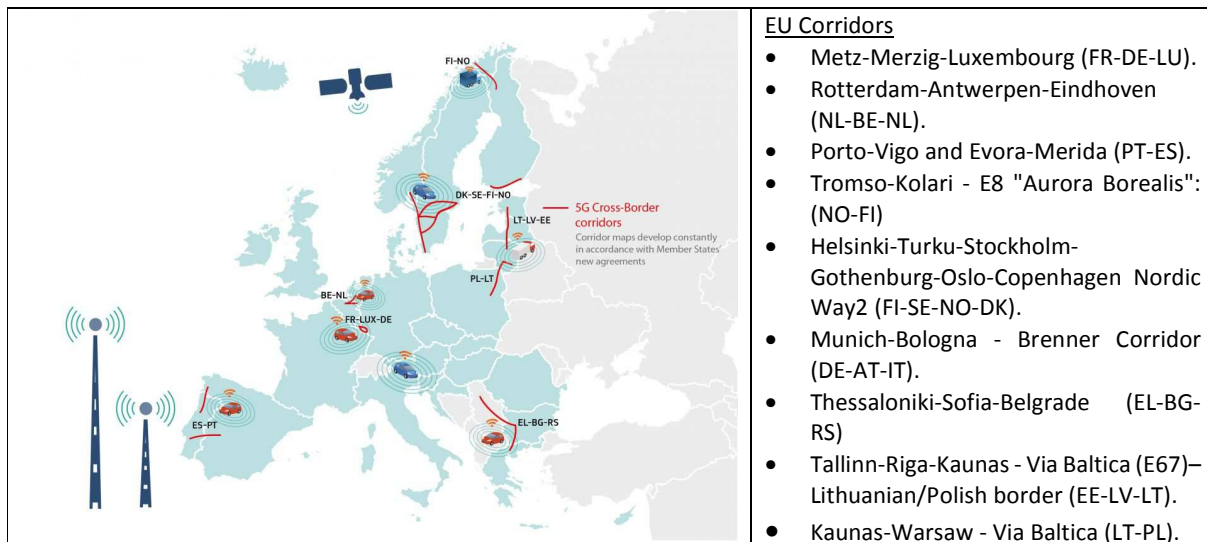 FI-NO
DK-SE-FI-NO
5G Cross-Border
corridors
Corridor maps develop constantly
in accordance with Member States'
new agreements
LT-LV-EE
PL-LT
BE-NL
FR-LUX-DE
ES-PT
EL-BG-RS
EU Corridors
• Metz-Merzig-Luxembourg (FR-DE-LU).
• Rotterdam-Antwerpen-Eindhoven
(NL-BE-NL).
• Porto-Vigo and Evora-Merida (PT-ES).
• Tromso-Kolari - E8 "Aurora Borealis":
(NO-FI)
• Helsinki-Turku-Stockholm-
Gothenburg-Oslo-Copenhagen Nordic
Way2 (FI-SE-NO-DK).
• Munich-Bologna - Brenner Corridor
(DE-AT-IT).
• Thessaloniki-Sofia-Belgrade (EL-BG-
RS)
• Tallinn-Riga-Kaunas - Via Baltica (E67)–
Lithuanian/Polish border (EE-LV-LT).
• Kaunas-Warsaw - Via Baltica (LT-PL).